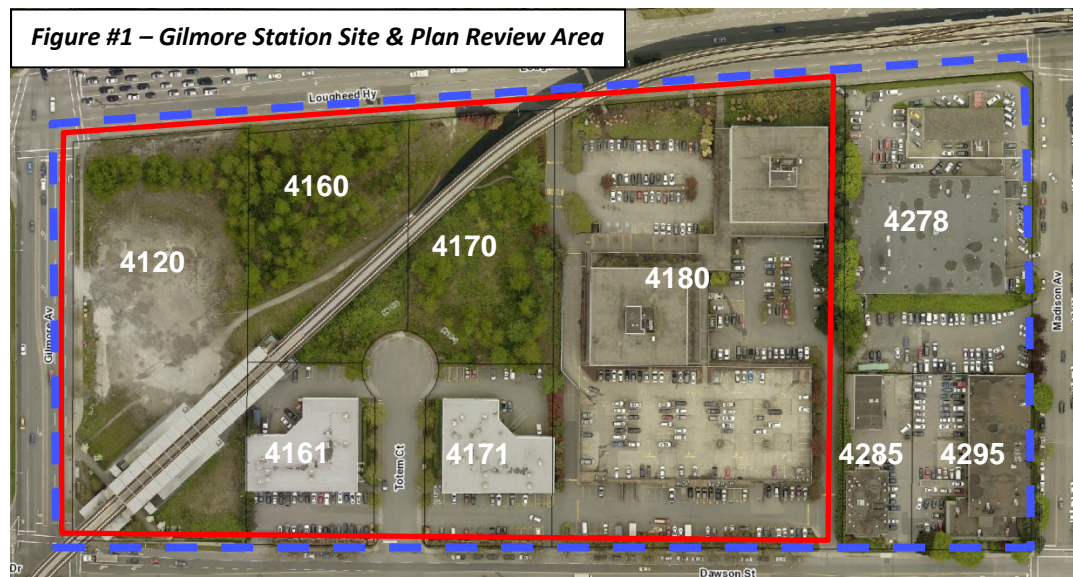 Figure #1 – Gilmore Station Site & Plan Review Area
Lougheed Hy
4160
4120
4170
4278
4180
Gilmore Av
Madison Av
4161
Totem Ct
4171
4285
4295
Dr
Dawson St